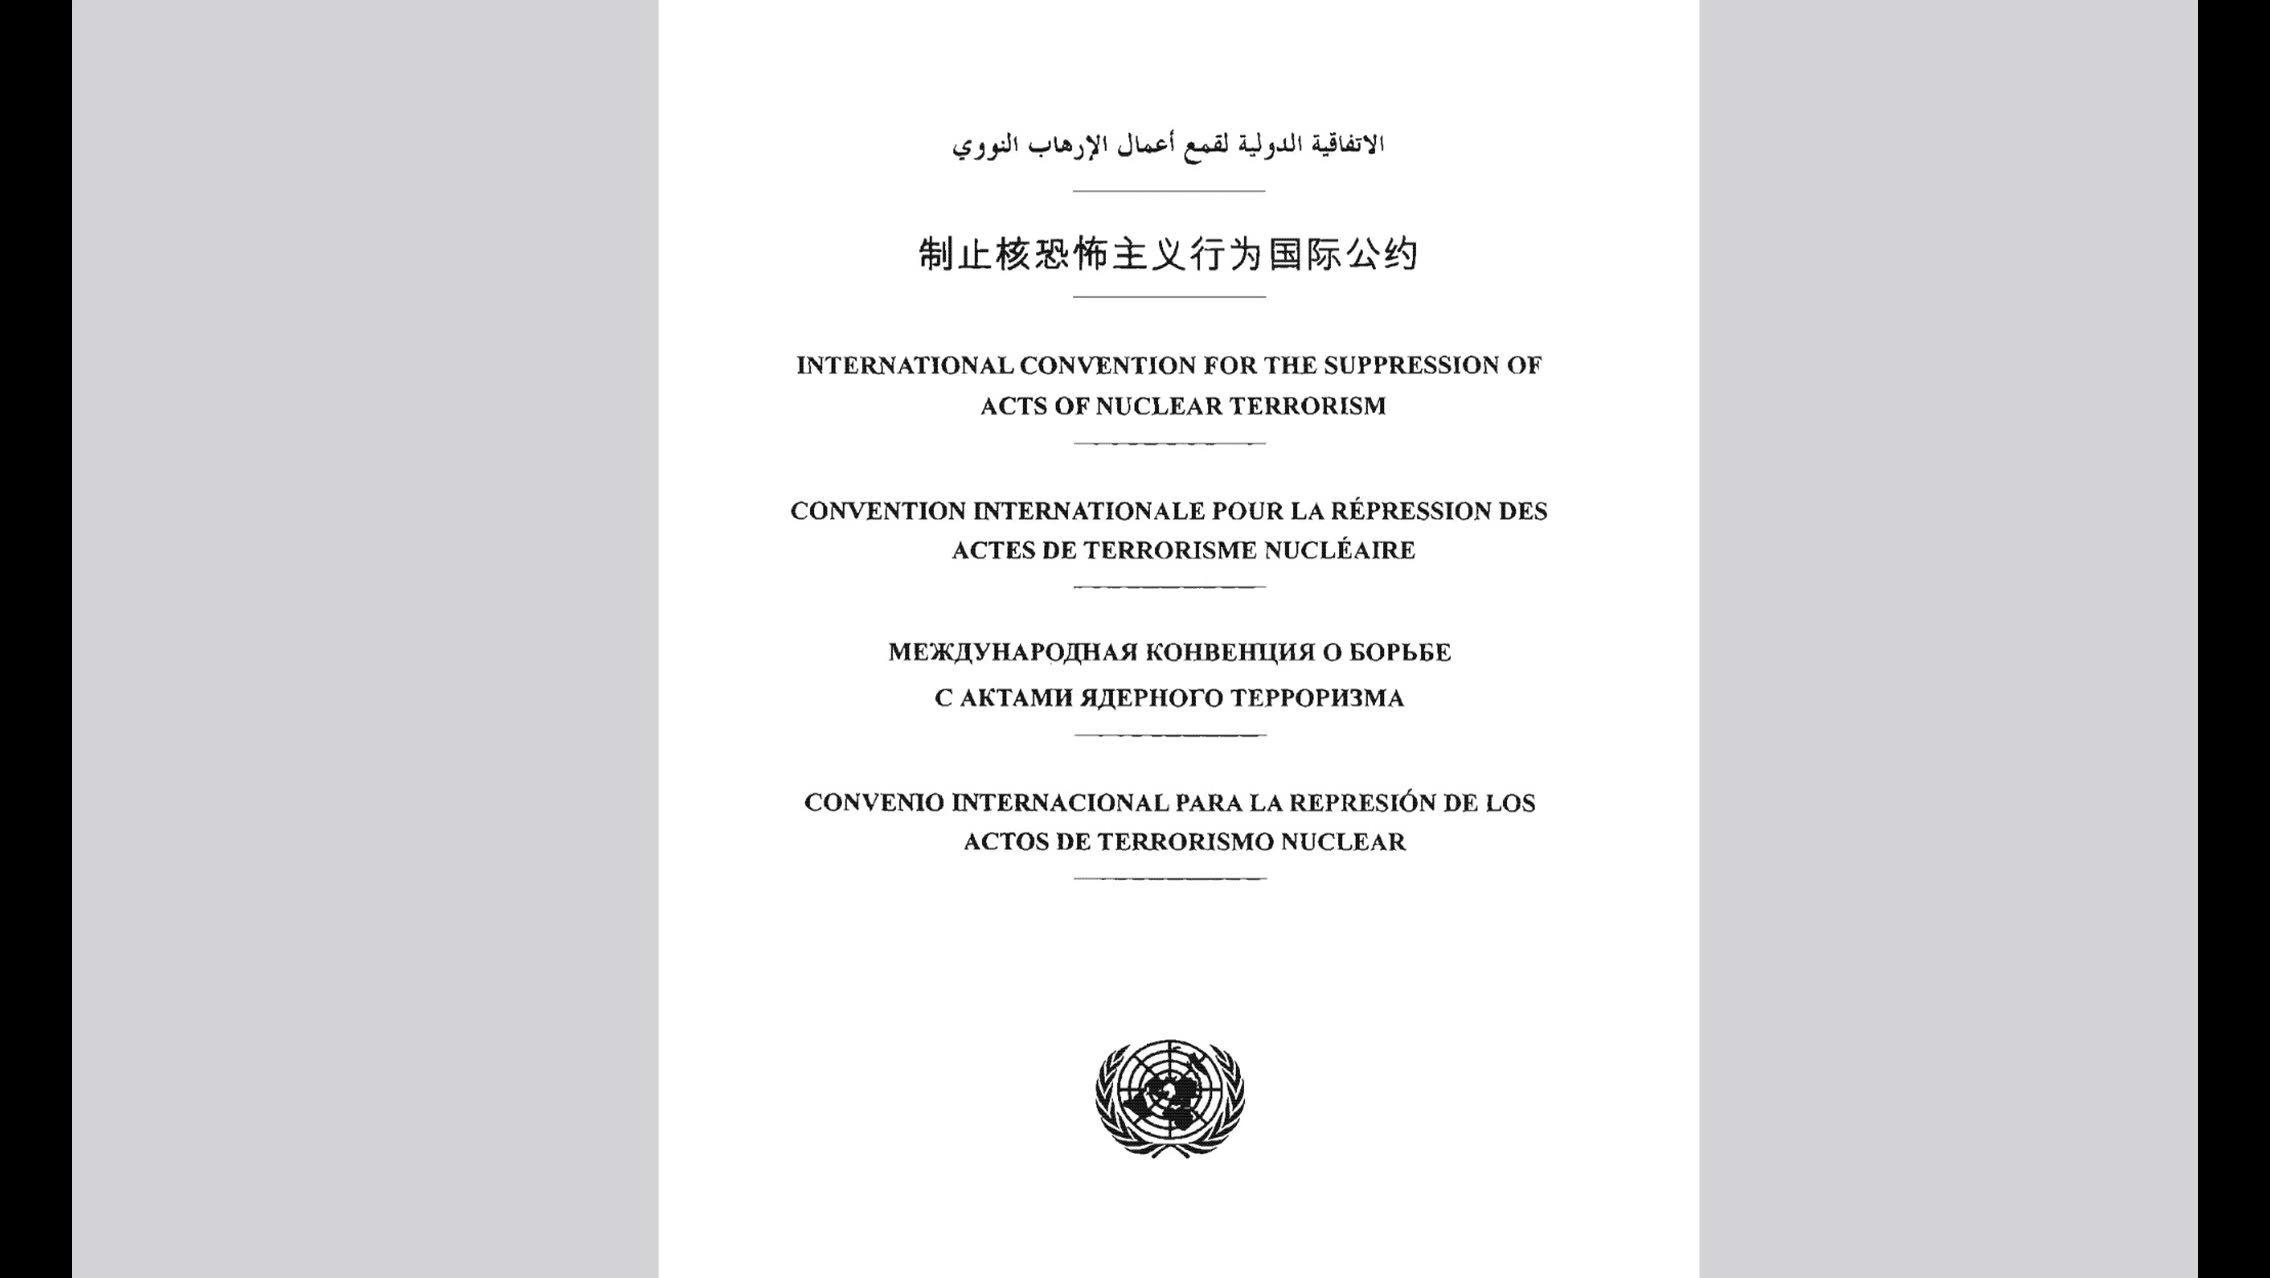 الاتفاقية الدولية لقمع أعمال الإرهاب النووي
制止核恐怖主义行为国际公约
INTERNATIONAL CONVENTION FOR THE SUPPRESSION OF
ACTS OF NUCLEAR TERRORISM
CONVENTION INTERNATIONALE POUR LA RÉPRESSION DES
ACTES DE TERRORISME NUCLÉAIRE
МЕЖДУНАРОДНАЯ КОНВЕНЦИЯ О БОРЬБЕ
С АКТАМИ ЯДЕРНОГО ТЕРРОРИЗМА
CONVENIO INTERNACIONAL PARA LA REPRESIÓN DE LOS
ACTOS DE TERRORISMO NUCLEAR